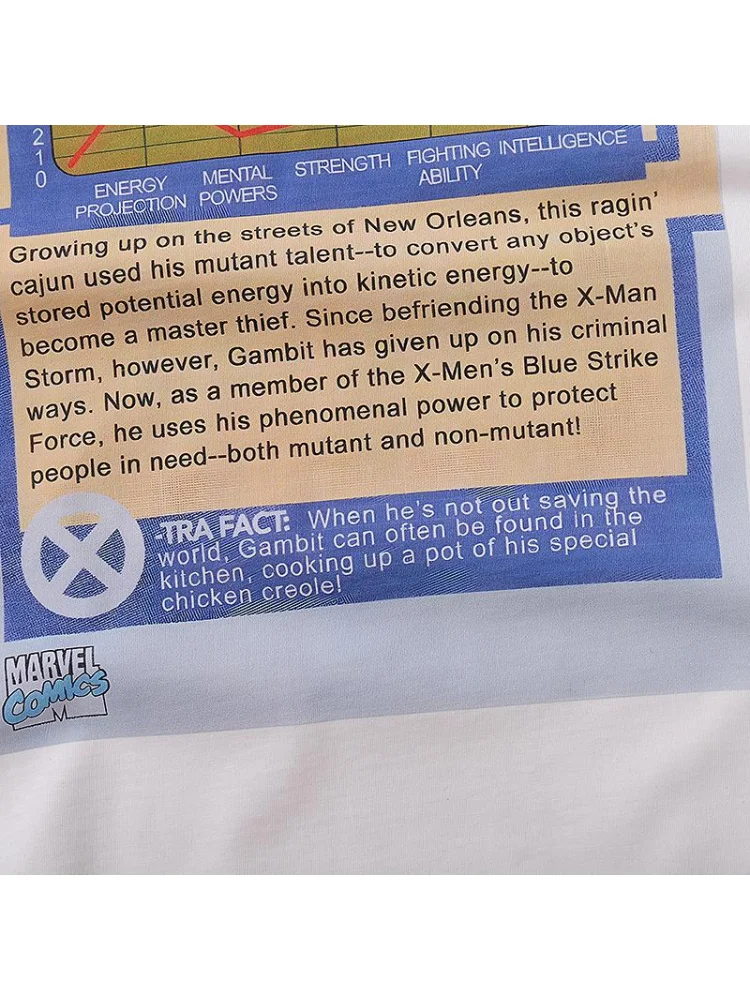 2
1
0
ENERGY PROJECTION
MENTAL POWERS
STRENGTH
FIGHTING ABILITY
INTELLIGENCE
Growing up on the streets of New Orleans, this ragin'
cajun used his mutant talent--to convert any object's
stored potential energy into kinetic energy--to
become a master thief. Since befriending the X-Man
Storm, however, Gambit has given up on his criminal
ways. Now, as a member of the X-Men's Blue Strike
Force, he uses his phenomenal power to protect
people in need--both mutant and non-mutant!
X-TRA FACT: When he's not out saving the
world, Gambit can often be found in the
kitchen, cooking up a pot of his special
chicken creole!
MARVEL
COMICS